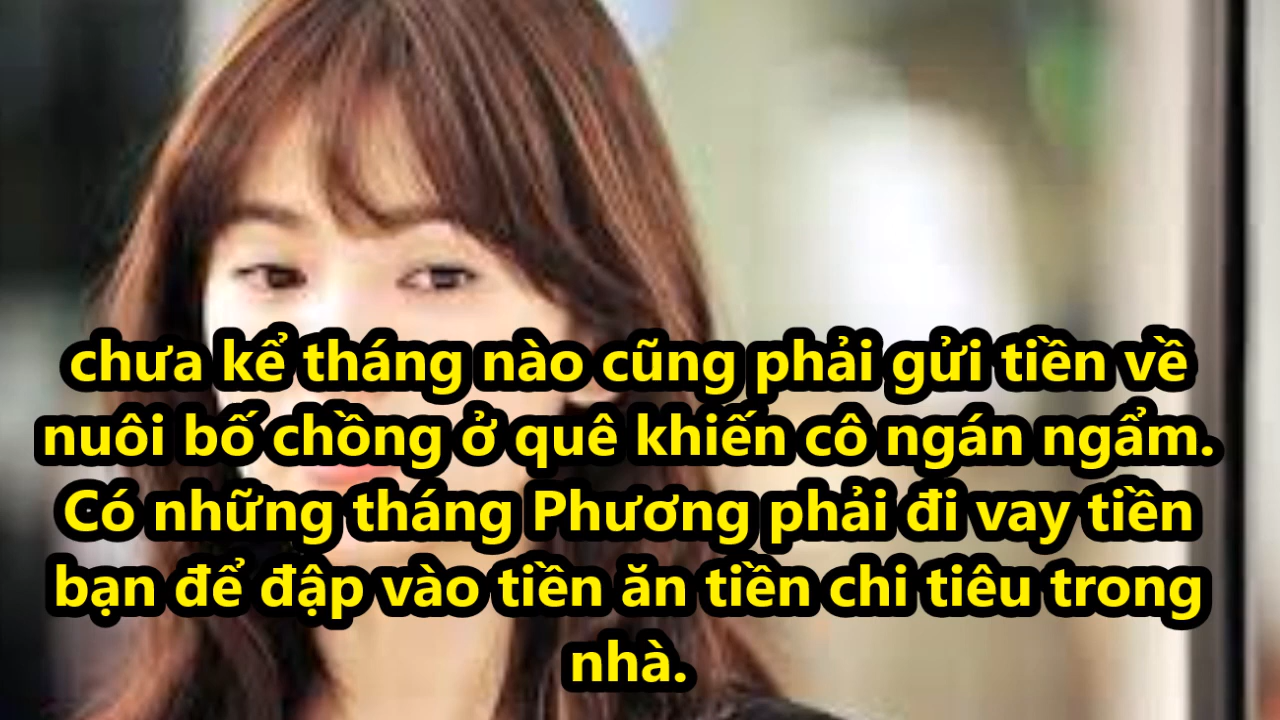 chưa kể tháng nào cũng phải gửi tiền về
nuôi bố chồng ở quê khiến cô ngán ngẩm.
Có những tháng Phương phải đi vay tiền
bạn để đập vào tiền ăn tiền chi tiêu trong
nhà.